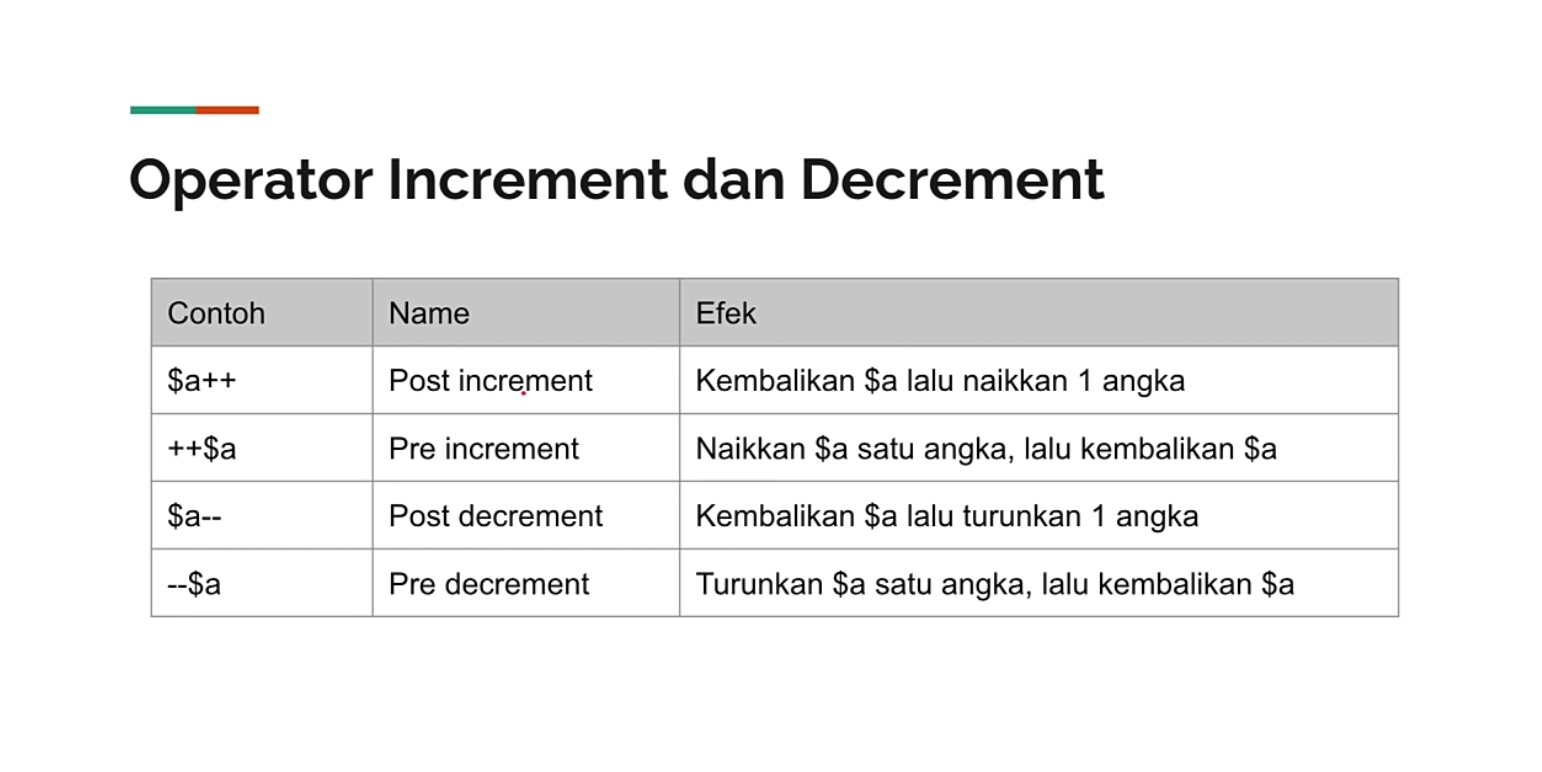 Operator Increment dan Decrement
Contoh Name Efek
$a++ Post increment Kembalikan $a lalu naikkan 1 angka
++$a Pre increment Naikkan $a satu angka, lalu kembalikan $a
$a-- Post decrement Kembalikan $a lalu turunkan 1 angka
--$a Pre decrement Turunkan $a satu angka, lalu kembalikan $a